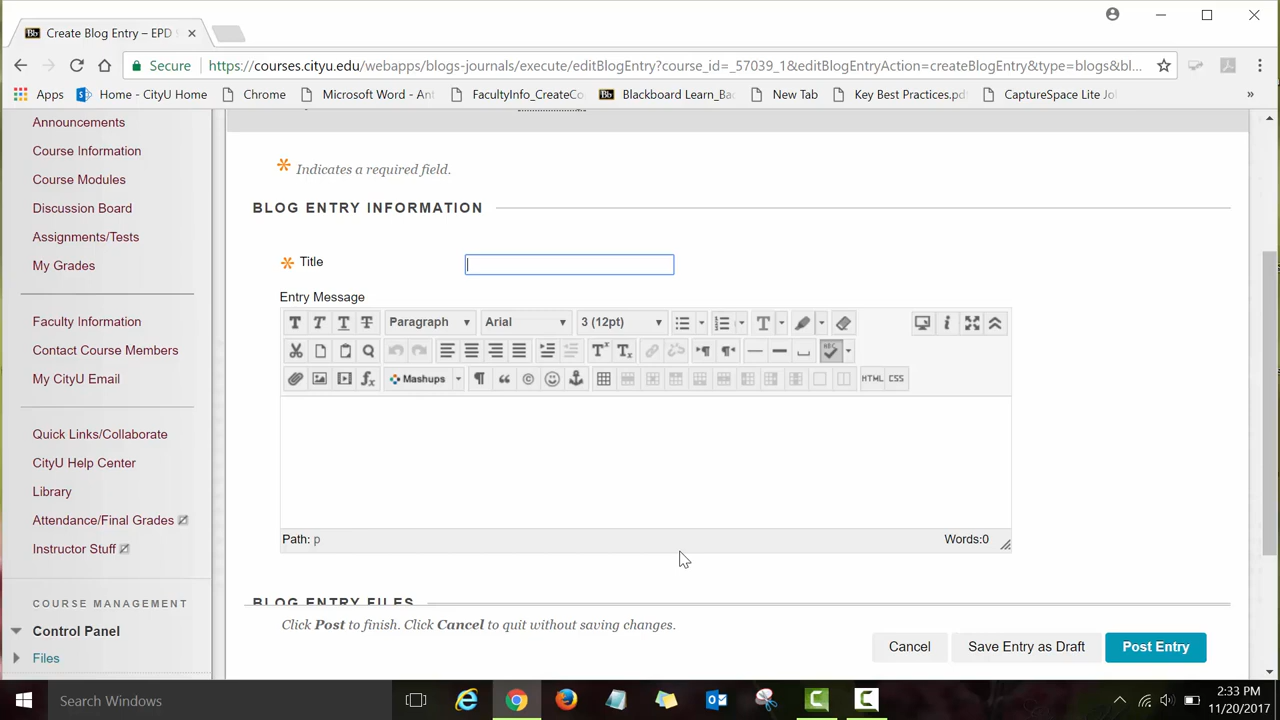 Create Blog Entry – EPD
Secure
https://courses.cityu.edu/webapps/blogs-journals/execute/editBlogEntry?course_id=_57039_1&editBlogEntryAction=createBlogEntry&type=blogs&bl...
Apps
Home - CityU Home
Chrome
Microsoft Word - Ant
FacultyInfo_CreateCo
Blackboard Learn_Bac
New Tab
Key Best Practices.pdf
CaptureSpace Lite Jo
»
Announcements
Course Information
Course Modules
Discussion Board
Assignments/Tests
My Grades
Faculty Information
Contact Course Members
My CityU Email
Quick Links/Collaborate
CityU Help Center
Library
Attendance/Final Grades
Instructor Stuff
COURSE MANAGEMENT
Control Panel
Files
* Indicates a required field.
BLOG ENTRY INFORMATION
* Title
Entry Message
T T T T Paragraph Arial 3 (12pt) T
ABC
Mashups HTML CSS
Path: p Words:0
BLOG ENTRY FILES
Click Post to finish. Click Cancel to quit without saving changes.
Cancel Save Entry as Draft Post Entry
Search Windows
2:33 PM
11/20/2017